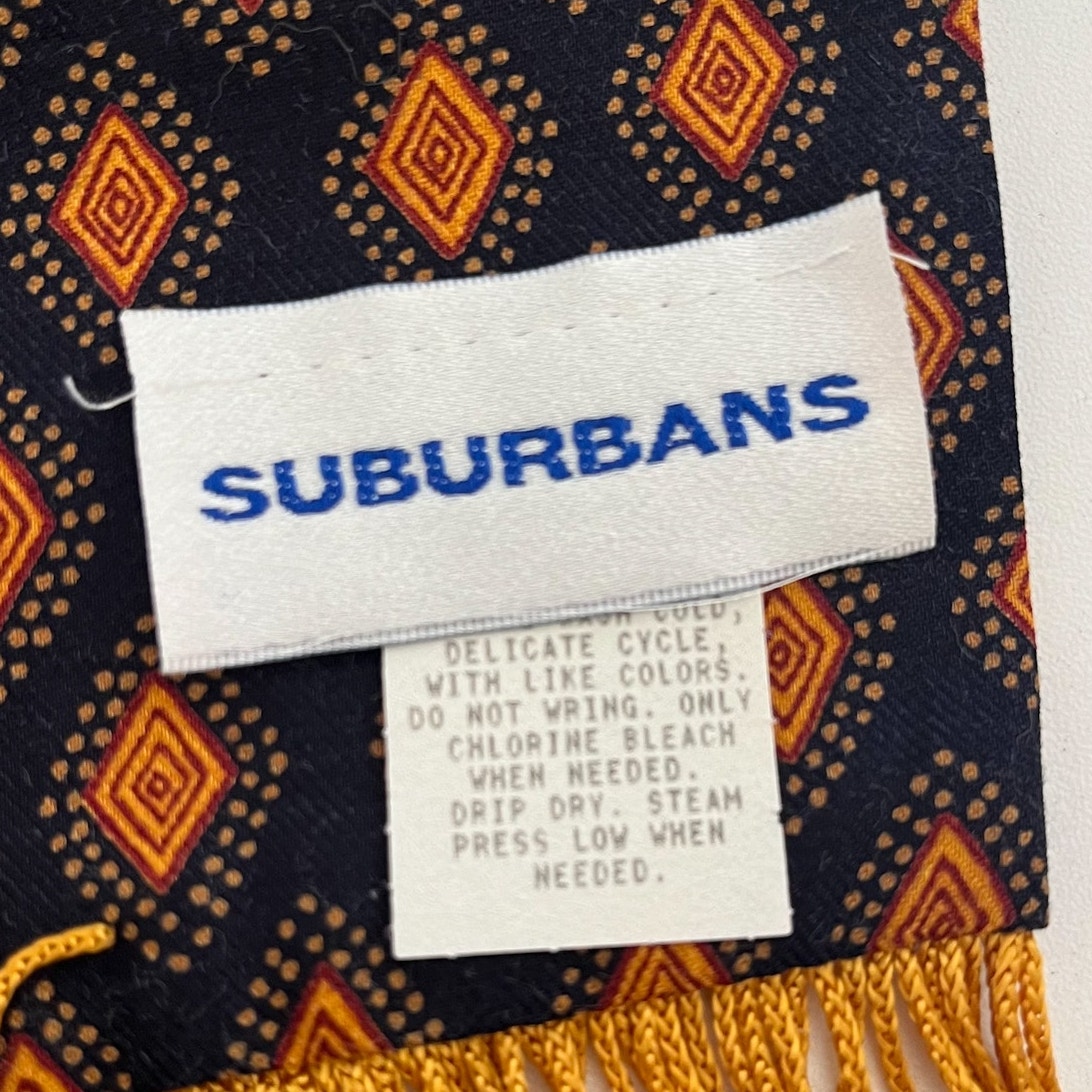 SUBURBANS
COLD,
DELICATE CYCLE,
WITH LIKE COLORS.
DO NOT WRING. ONLY
CHLORINE BLEACH
WHEN NEEDED.
DRIP DRY. STEAM
PRESS LOW WHEN
NEEDED.